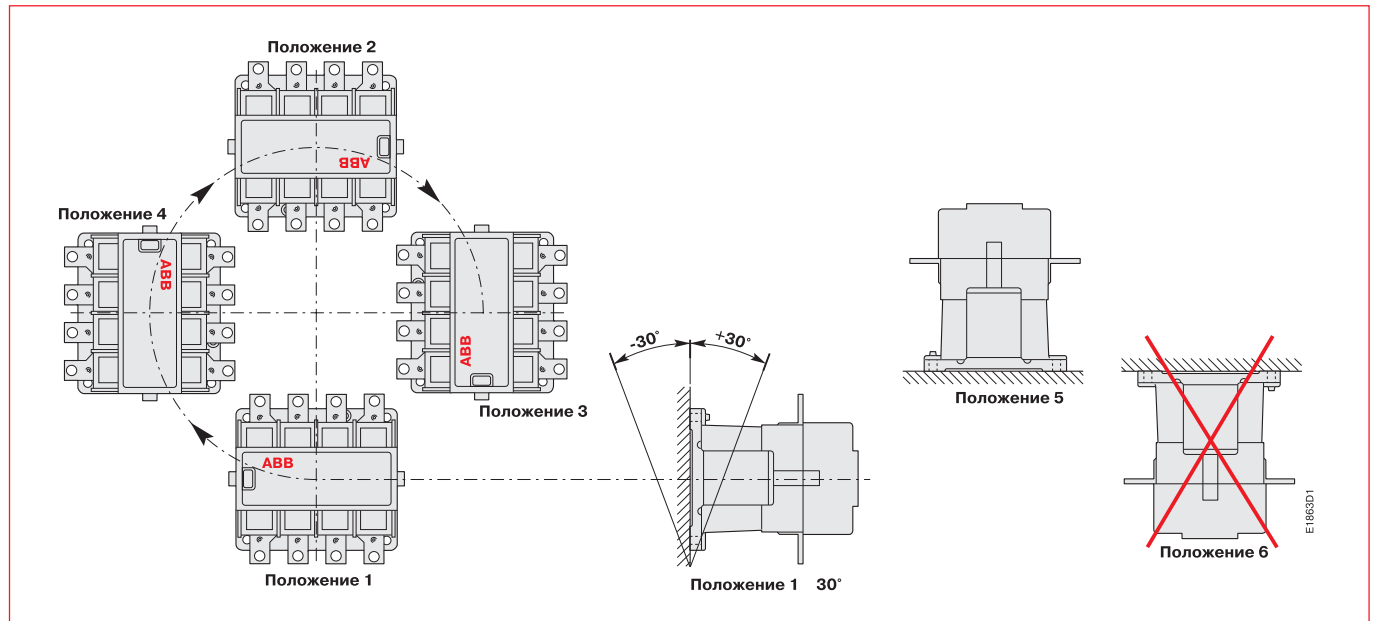 Положение 2
ABB
Положение 4
ABB
ABB
Положение 3
ABB
Положение 1
-30°
+30°
Положение 1 30°
Положение 5
Положение 6
E1863D1